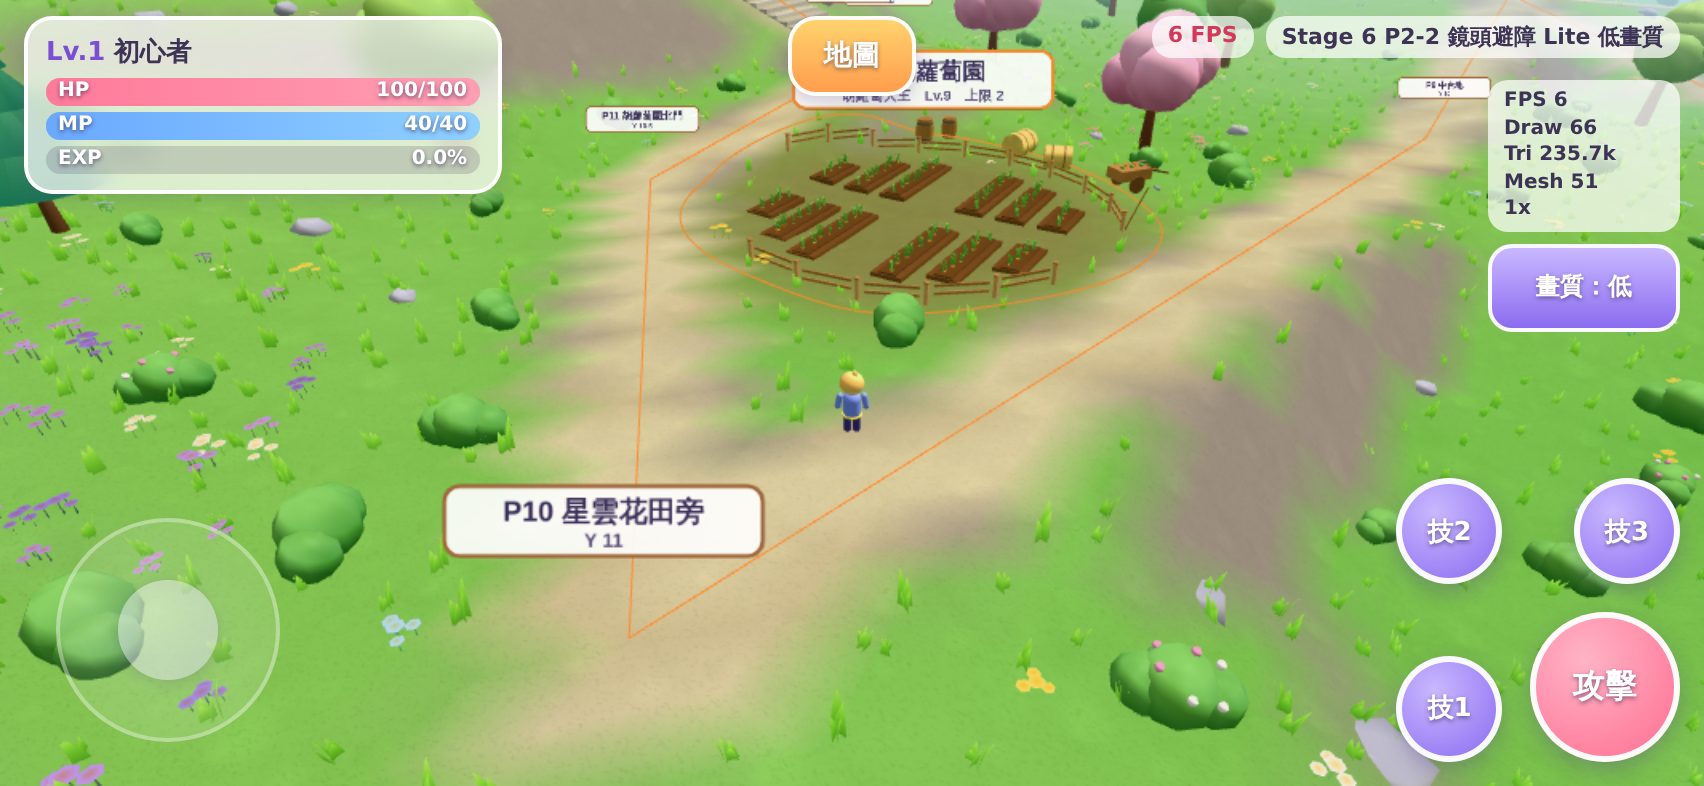 Lv.1 初心者
HP 100/100
MP 40/40
EXP 0.0%
地圖
蘿蔔園
Lv.9 上限 2
6 FPS
Stage 6 P2-2 鏡頭避障 Lite 低畫質
FPS 6
Draw 66
Tri 235.7k
Mesh 51
1x
畫質：低
P10 星雲花田旁
Y 11
技2
技3
技1
攻擊